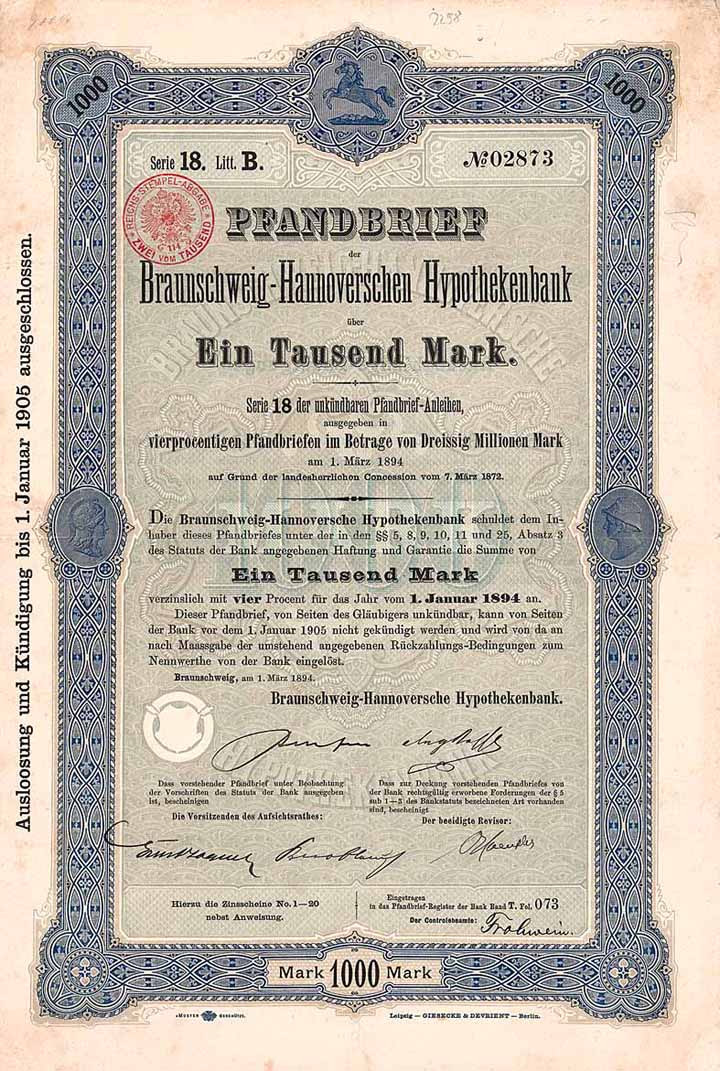 2298
1000
1000
Serie 18. Litt. B.
№02873
REICHS-STEMPEL-ABGABE
ZWEI VOM TAUSEND
PFANDBRIEF
der
Braunschweig-Hannoverschen Hypothekenbank
über
Ein Tausend Mark.
Serie 18 der unkündbaren Pfandbrief-Anleihen,
ausgegeben in
vierprocentigen Pfandbriefen im Betrage von Dreissig Millionen Mark
am 1. März 1894
auf Grund der landesherrlichen Concession vom 7. März 1872.
Die Braunschweig-Hannoversche Hypothekenbank schuldet dem In-
haber dieses Pfandbriefes unter der in den §§ 5, 8, 9, 10, 11 und 25, Absatz 3
des Statuts der Bank angegebenen Haftung und Garantie die Summe von
Ein Tausend Mark
verzinslich mit vier Procent für das Jahr vom 1. Januar 1894 an.
Dieser Pfandbrief, von Seiten des Gläubigers unkündbar, kann von Seiten
der Bank vor dem 1. Januar 1905 nicht gekündigt werden und wird von da an
nach Maassgabe der umstehend angegebenen Rückzahlungs-Bedingungen zum
Nennwerthe von der Bank eingelöst.
Braunschweig, am 1. März 1894.
Braunschweig-Hannoversche Hypothekenbank.
Dass vorstehender Pfandbrief unter Beobachtung
der Vorschriften des Statuts der Bank ausgegeben
ist, bescheinigen
Die Vorsitzenden des Aufsichtsrathes:
Dass zur Deckung vorstehenden Pfandbriefes von
der Bank rechtsgültig erworbene Forderungen der § 5
sub 1—3 des Bankstatuts bezeichneten Art vorhanden
sind, bescheinigt
Der beeidigte Revisor:
Hierzu die Zinsscheine No. 1—20
nebst Anweisung.
Eingetragen
in das Pfandbrief-Register der Bank Band T. Fol. 073
Der Controlebeamte: Frohwein.
Mark 1000 Mark
Muster geschützt.
Leipzig — GIESECKE & DEVRIENT — Berlin.
Ausloosung und Kündigung bis 1. Januar 1905 ausgeschlossen.